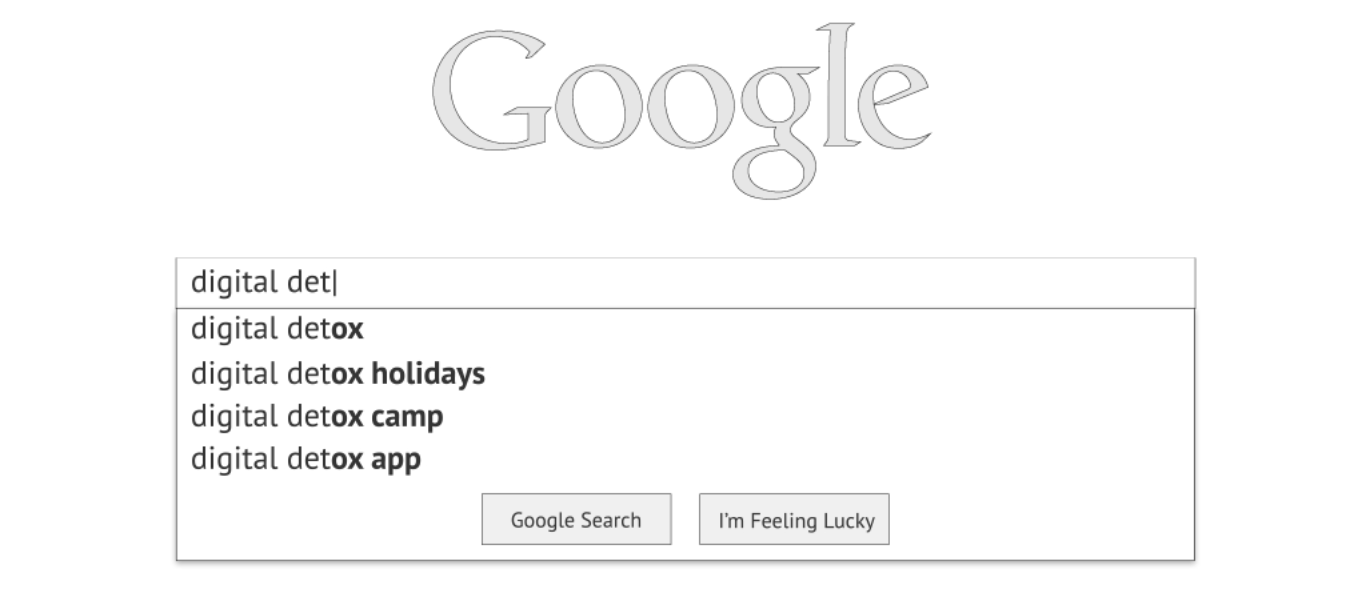 Google
digital det
digital detox
digital detox holidays
digital detox camp
digital detox app
Google Search
I'm Feeling Lucky